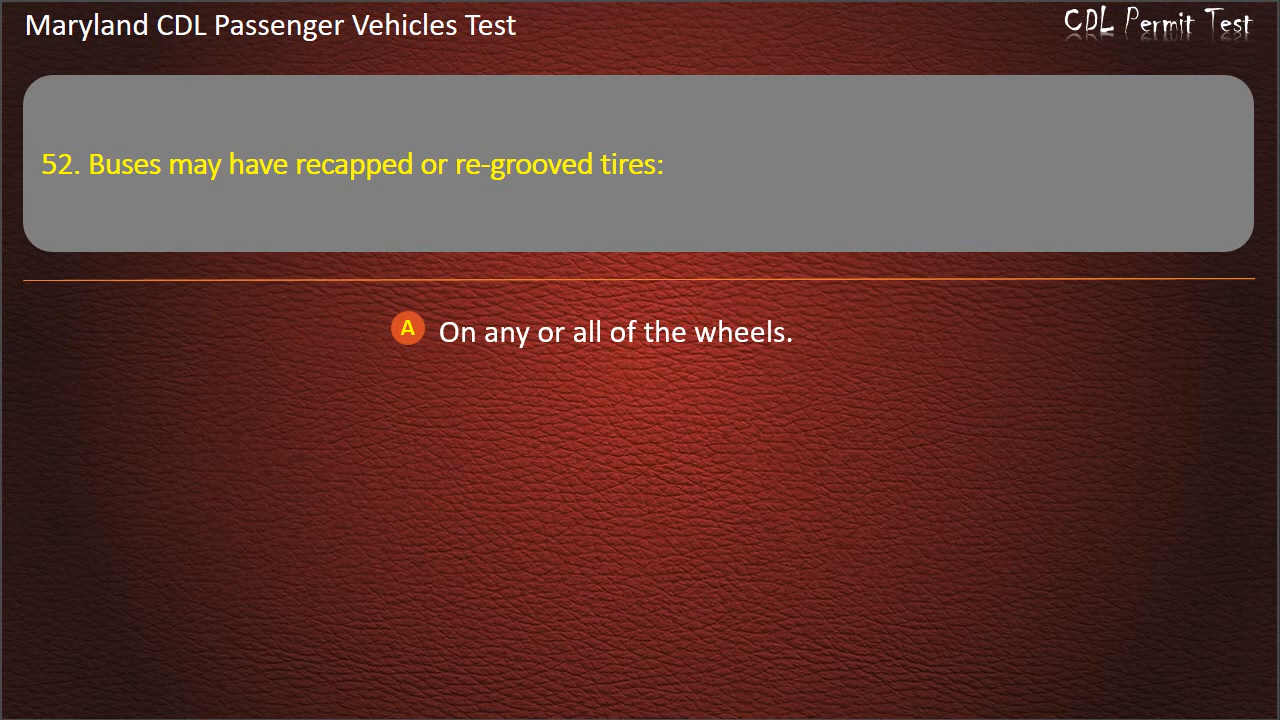 Maryland CDL Passenger Vehicles Test
CDL Permit Test
52. Buses may have recapped or re-grooved tires:
A On any or all of the wheels.